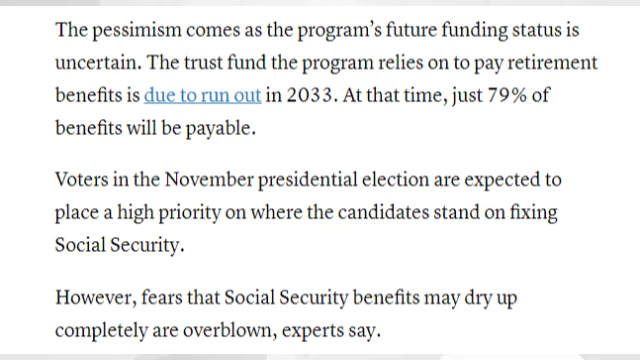 The pessimism comes as the program’s future funding status is
uncertain. The trust fund the program relies on to pay retirement
benefits is due to run out in 2033. At that time, just 79% of
benefits will be payable.
Voters in the November presidential election are expected to
place a high priority on where the candidates stand on fixing
Social Security.
However, fears that Social Security benefits may dry up
completely are overblown, experts say.